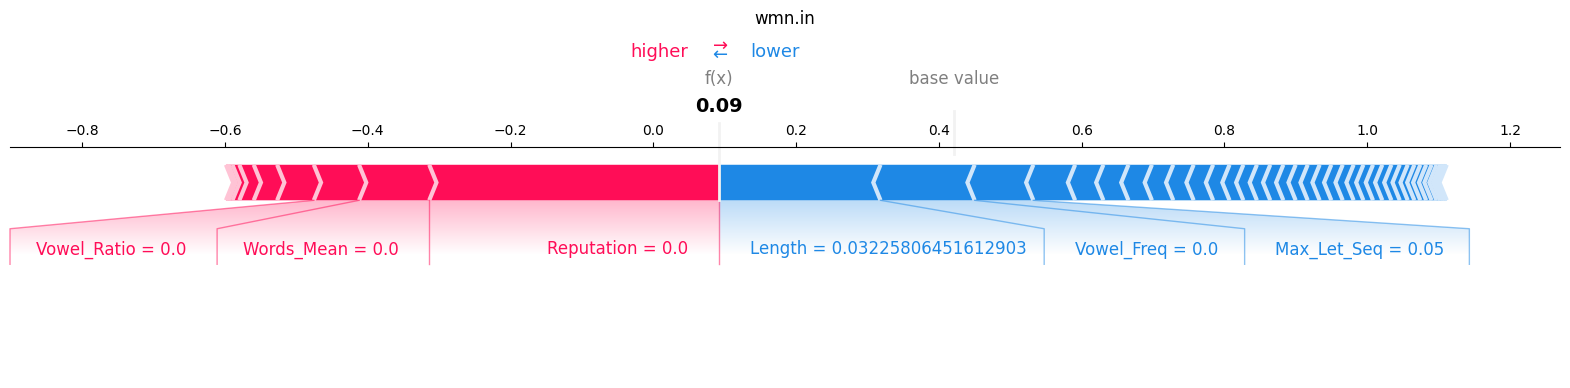 wmn.in
higher → lower
←
f(x) base value
0.09
−0.8 −0.6 −0.4 −0.2 0.0 0.2 0.4 0.6 0.8 1.0 1.2
Vowel_Ratio = 0.0 Words_Mean = 0.0 Reputation = 0.0 Length = 0.03225806451612903 Vowel_Freq = 0.0 Max_Let_Seq = 0.05